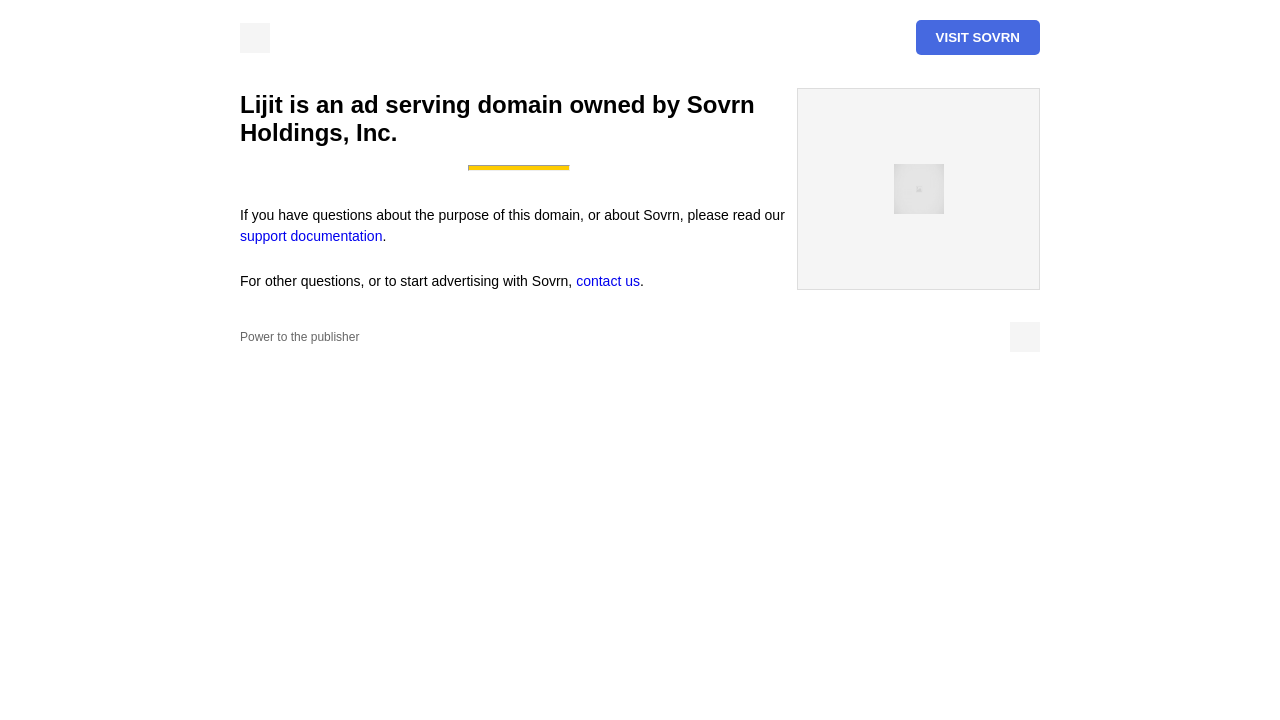 VISIT SOVRN
Lijit is an ad serving domain owned by Sovrn
Holdings, Inc.
If you have questions about the purpose of this domain, or about Sovrn, please read our
support documentation.
For other questions, or to start advertising with Sovrn, contact us.
Power to the publisher